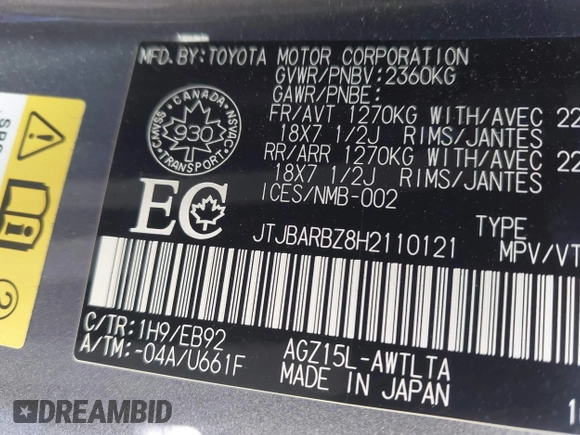 MFD.BY:TOYOTA MOTOR CORPORATION
GVWR/PNBV:2360KG
GAWR/PNBE:
FR/AVT 1270KG WITH/AVEC 22
18X7 1/2J RIMS/JANTES
RR/ARR 1270KG WITH/AVEC 22
18X7 1/2J RIMS/JANTES
ICES/NMB-002
CANADA
CMVSS
NSVAC
930
TRANSPORT
EC
JTJBARBZ8H2110121
TYPE
MPV/VT
C/TR:1H9/EB92
A/TM:-04A/U661F
AGZ15L-AWTLTA
MADE IN JAPAN
SPS
2
DREAMBID